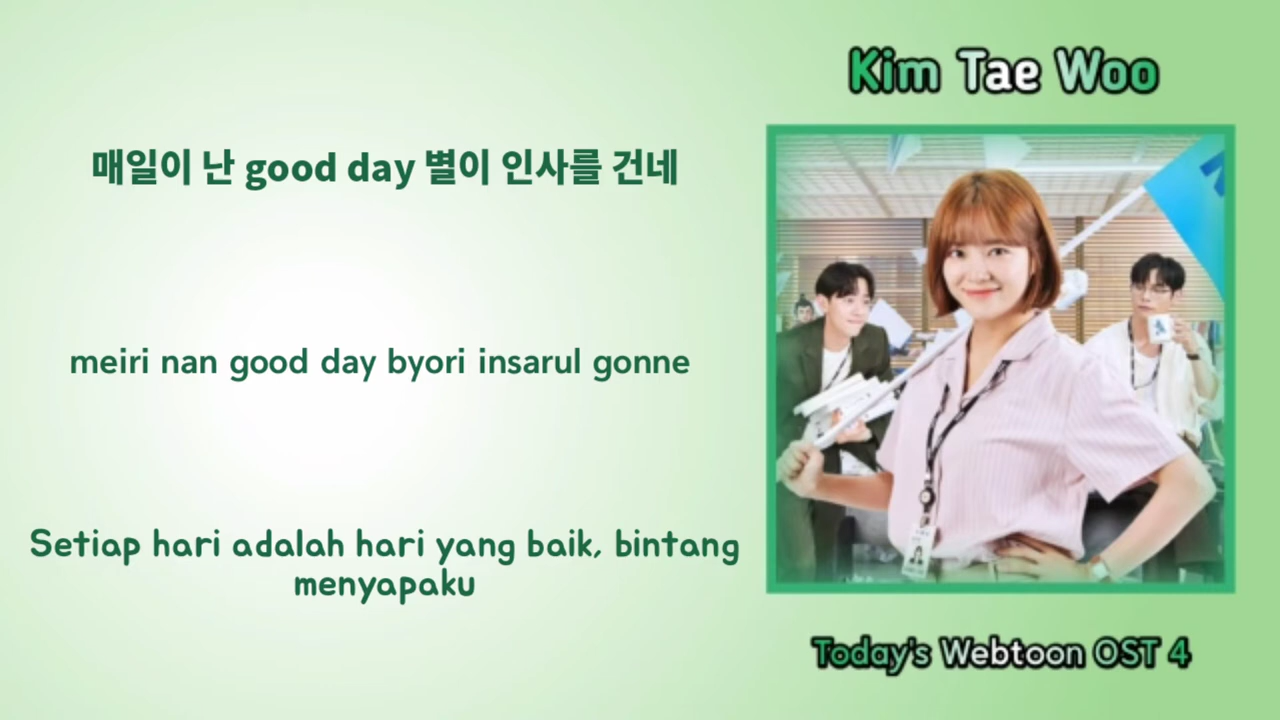 Kim Tae Woo
매일이 난 good day 별이 인사를 건네
meiri nan good day byori insarul gonne
Setiap hari adalah hari yang baik, bintang
menyapaku
Today's Webtoon OST 4